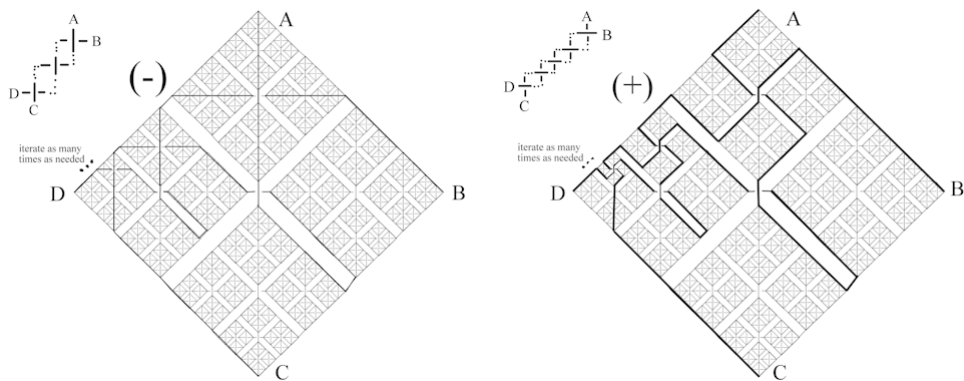 A
B
D
C
(-)
iterate as many
times as needed
A
B
C
D
A
B
D
C
(+)
iterate as many
times as needed
A
B
C
D